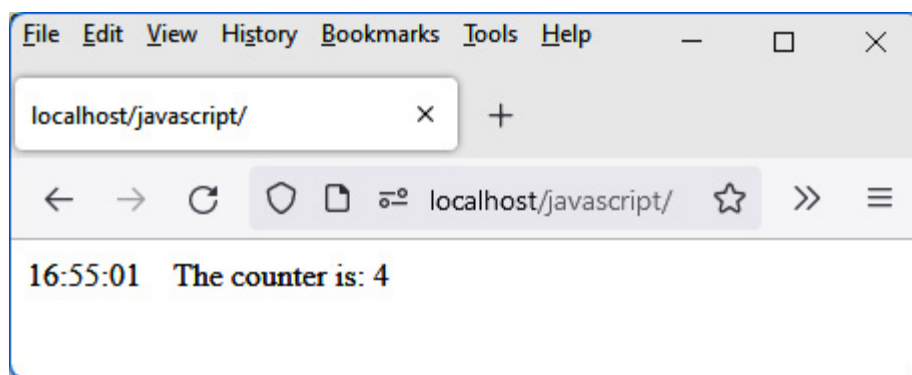 File Edit View History Bookmarks Tools Help
localhost/javascript/
localhost/javascript/
16:55:01 The counter is: 4